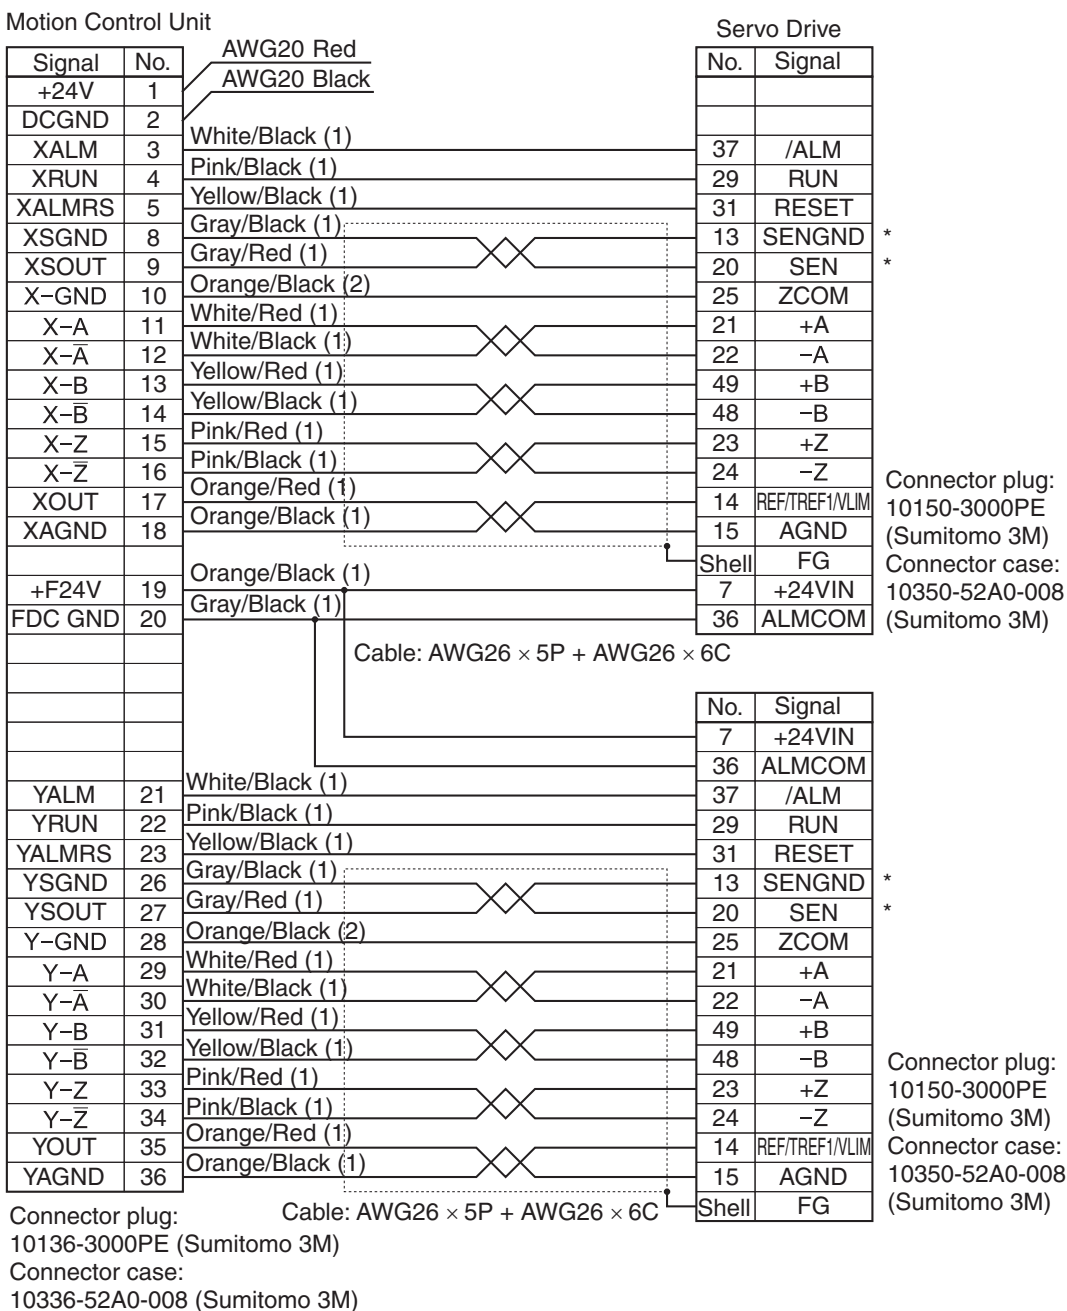 Motion Control Unit
Servo Drive
Signal No. AWG20 Red No. Signal
+24V 1 AWG20 Black
DCGND 2
XALM 3 White/Black (1) 37 /ALM
XRUN 4 Pink/Black (1) 29 RUN
XALMRS 5 Yellow/Black (1) 31 RESET
XSGND 8 Gray/Black (1) 13 SENGND *
XSOUT 9 Gray/Red (1) 20 SEN *
X−GND 10 Orange/Black (2) 25 ZCOM
X−A 11 White/Red (1) 21 +A
X−A̅ 12 White/Black (1) 22 −A
X−B 13 Yellow/Red (1) 49 +B
X−B̅ 14 Yellow/Black (1) 48 −B
X−Z 15 Pink/Red (1) 23 +Z
X−Z̅ 16 Pink/Black (1) 24 −Z
XOUT 17 Orange/Red (1) 14 REF/TREF1/VLIM
XAGND 18 Orange/Black (1) 15 AGND
Shell FG
+F24V 19 Orange/Black (1) 7 +24VIN
FDC GND 20 Gray/Black (1) 36 ALMCOM
Connector plug:
10150-3000PE
(Sumitomo 3M)
Connector case:
10350-52A0-008
(Sumitomo 3M)
Cable: AWG26 × 5P + AWG26 × 6C
No. Signal
7 +24VIN
36 ALMCOM
YALM 21 White/Black (1) 37 /ALM
YRUN 22 Pink/Black (1) 29 RUN
YALMRS 23 Yellow/Black (1) 31 RESET
YSGND 26 Gray/Black (1) 13 SENGND *
YSOUT 27 Gray/Red (1) 20 SEN *
Y−GND 28 Orange/Black (2) 25 ZCOM
Y−A 29 White/Red (1) 21 +A
Y−A̅ 30 White/Black (1) 22 −A
Y−B 31 Yellow/Red (1) 49 +B
Y−B̅ 32 Yellow/Black (1) 48 −B
Y−Z 33 Pink/Red (1) 23 +Z
Y−Z̅ 34 Pink/Black (1) 24 −Z
YOUT 35 Orange/Red (1) 14 REF/TREF1/VLIM
YAGND 36 Orange/Black (1) 15 AGND
Shell FG
Connector plug:
10150-3000PE
(Sumitomo 3M)
Connector case:
10350-52A0-008
(Sumitomo 3M)
Cable: AWG26 × 5P + AWG26 × 6C
Connector plug:
10136-3000PE (Sumitomo 3M)
Connector case:
10336-52A0-008 (Sumitomo 3M)